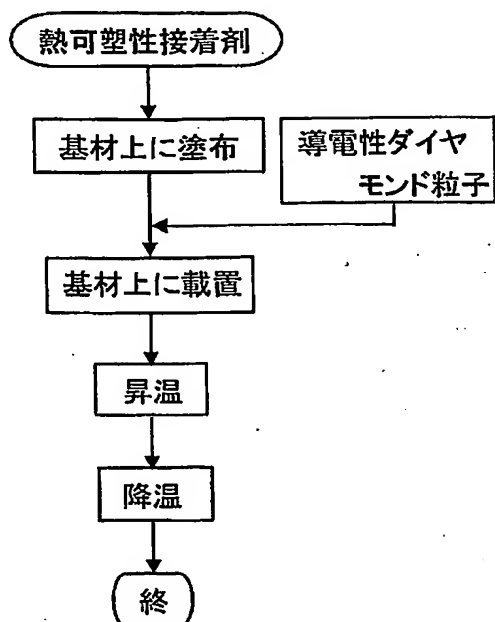 熱可塑性接着剤
基材上に塗布
導電性ダイヤ
モンド粒子
基材上に載置
昇温
降温
終